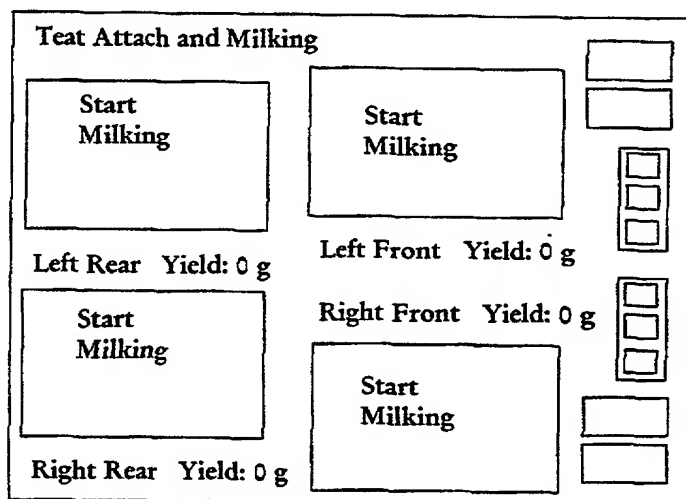 Teat Attach and Milking
Start
Milking
Start
Milking
Left Rear Yield: 0 g
Left Front Yield: 0 g
Start
Milking
Right Front Yield: 0 g
Start
Milking
Right Rear Yield: 0 g